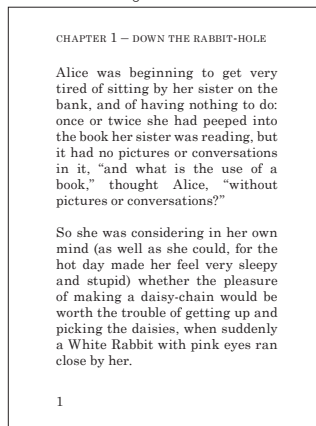 CHAPTER 1 – DOWN THE RABBIT-HOLE
Alice was beginning to get very
tired of sitting by her sister on the
bank, and of having nothing to do:
once or twice she had peeped into
the book her sister was reading, but
it had no pictures or conversations
in it, “and what is the use of a
book,” thought Alice, “without
pictures or conversations?”
So she was considering in her own
mind (as well as she could, for the
hot day made her feel very sleepy
and stupid) whether the pleasure
of making a daisy-chain would be
worth the trouble of getting up and
picking the daisies, when suddenly
a White Rabbit with pink eyes ran
close by her.
1